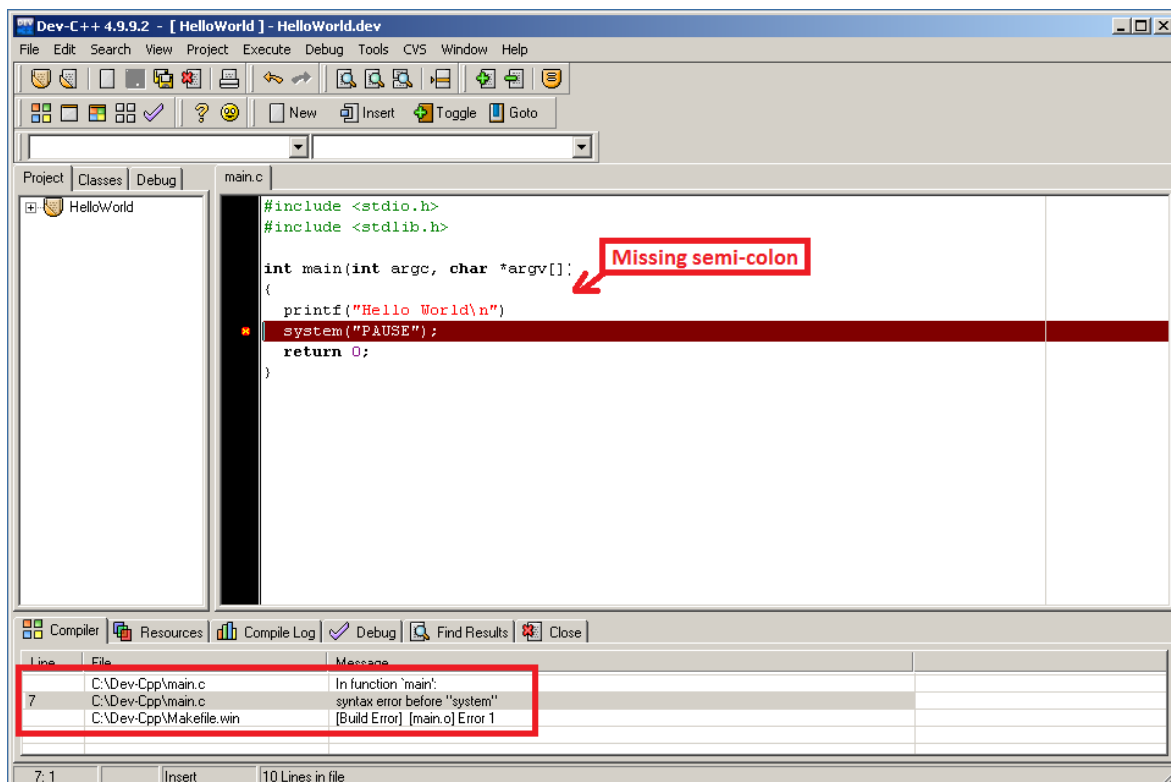 Dev-C++ 4.9.9.2 - [ HelloWorld ] - HelloWorld.dev
File Edit Search View Project Execute Debug Tools CVS Window Help
New Insert Toggle Goto
Project Classes Debug main.c
HelloWorld
#include <stdio.h>
#include <stdlib.h>
int main(int argc, char *argv[])
Missing semi-colon
{
printf("Hello World\n")
system("PAUSE");
return 0;
}
Compiler Resources Compile Log Debug Find Results Close
Line File Message
C:\Dev-Cpp\main.c In function `main':
7 C:\Dev-Cpp\main.c syntax error before "system"
C:\Dev-Cpp\Makefile.win [Build Error] [main.o] Error 1
7: 1 Insert 10 Lines in file